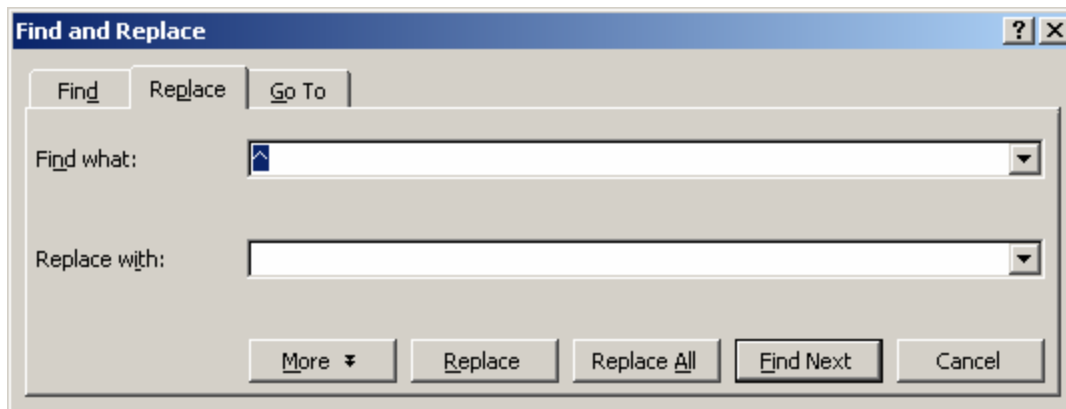 Find and Replace
Find Replace Go To
Find what: ^
Replace with:
More Replace Replace All Find Next Cancel